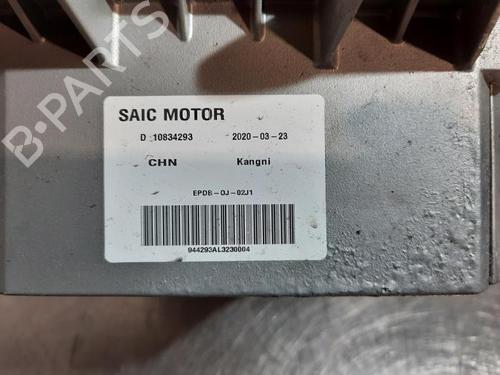 SAIC MOTOR
D 10834293 2020-03-23
CHN Kangni
EPDB-0J-02J1
944293AL3230004
B-PARTS